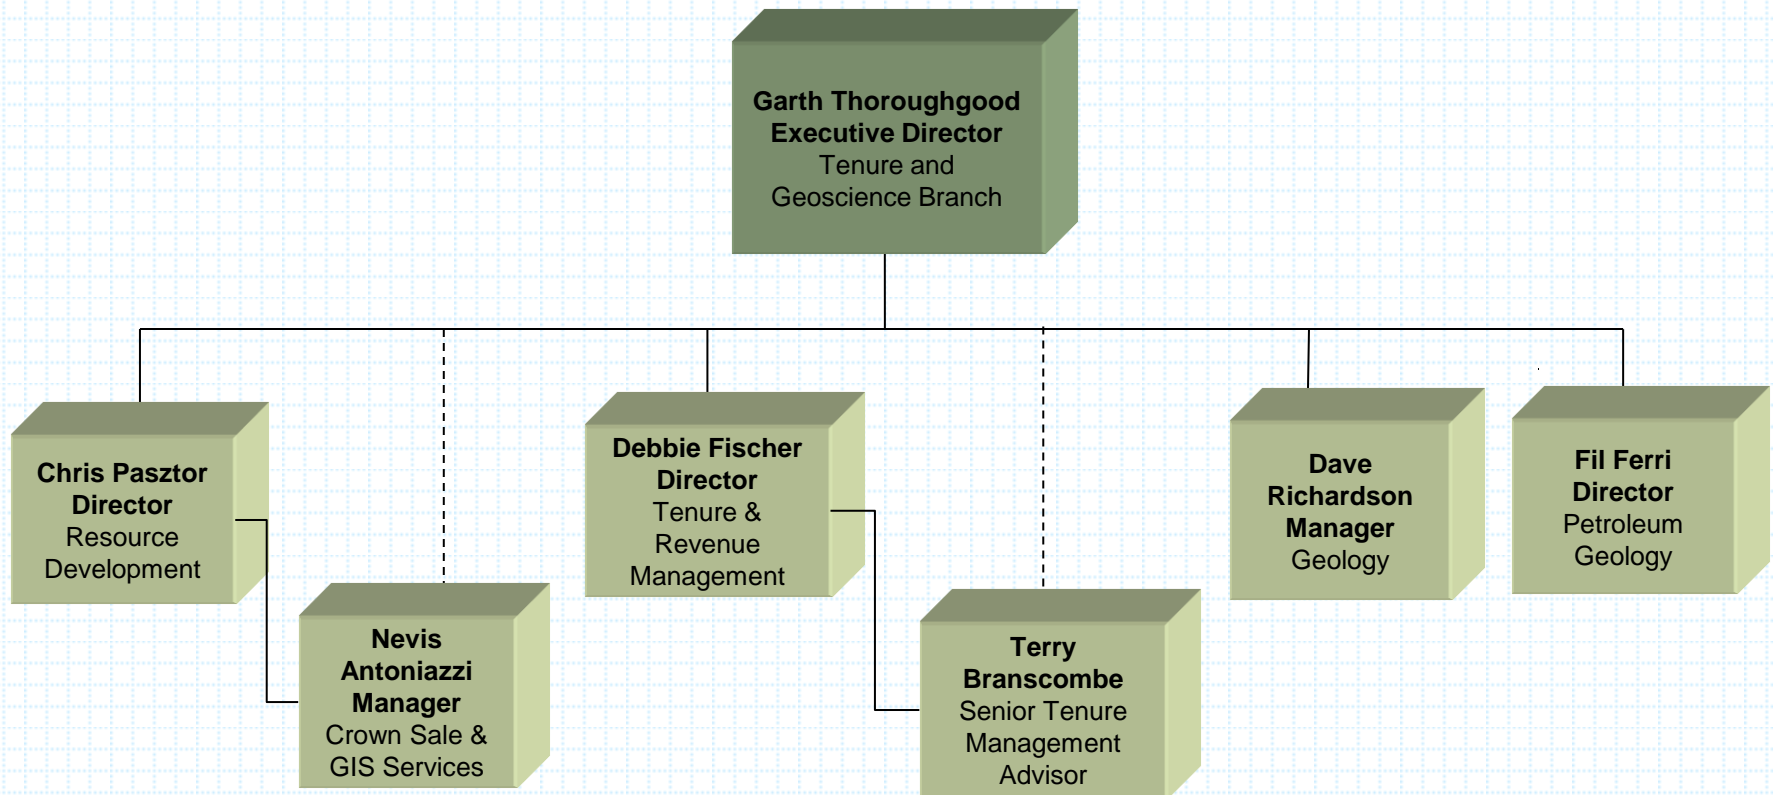 Garth Thoroughgood
Executive Director
Tenure and
Geoscience Branch
Chris Pasztor
Director
Resource
Development
Nevis
Antoniazzi
Manager
Crown Sale &
GIS Services
Debbie Fischer
Director
Tenure &
Revenue
Management
Terry
Branscombe
Senior Tenure
Management
Advisor
Dave
Richardson
Manager
Geology
Fil Ferri
Director
Petroleum
Geology